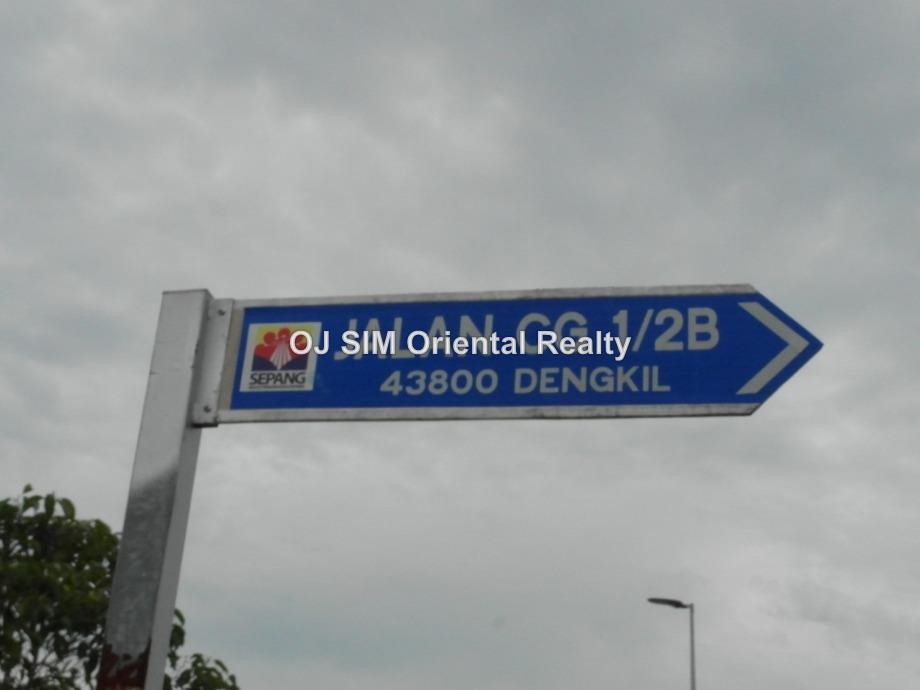 JALAN CG 1/2B
43800 DENGKIL
SEPANG
OJ SIM Oriental Realty